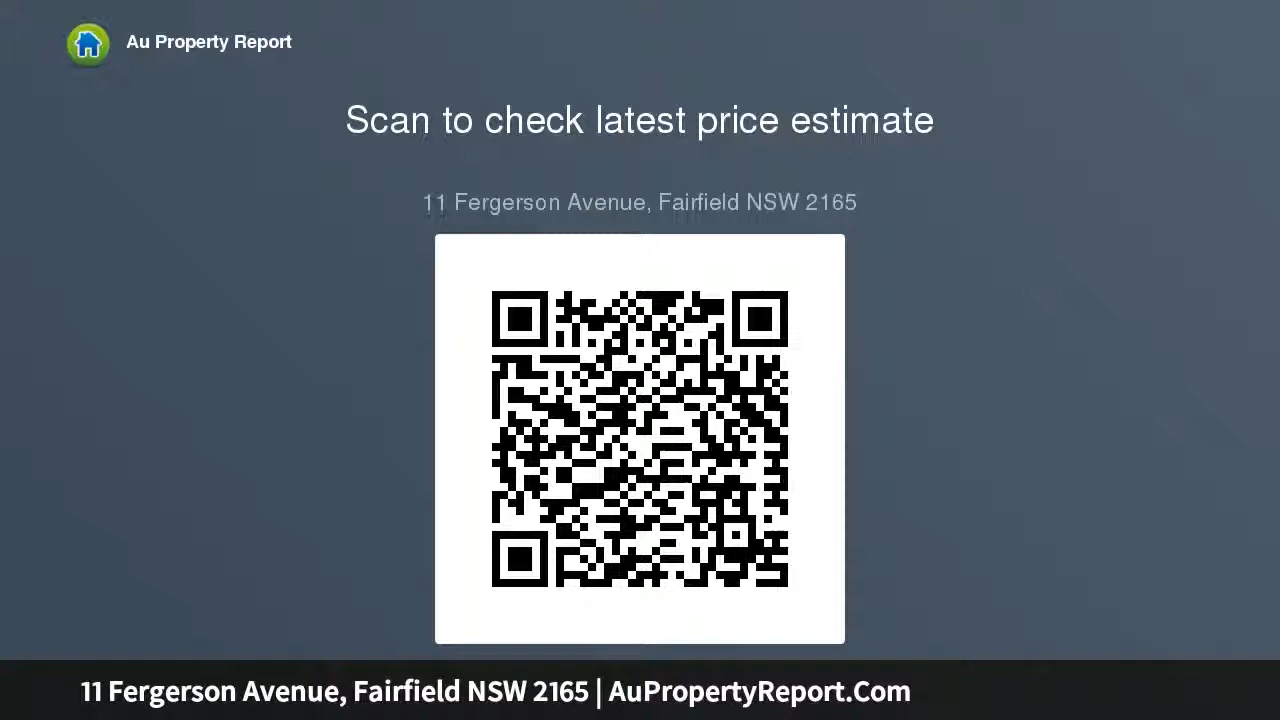 Au Property Report
Scan to check latest price estimate
11 Fergerson Avenue, Fairfield NSW 2165
11 Fergerson Avenue, Fairfield NSW 2165 | AuPropertyReport.Com